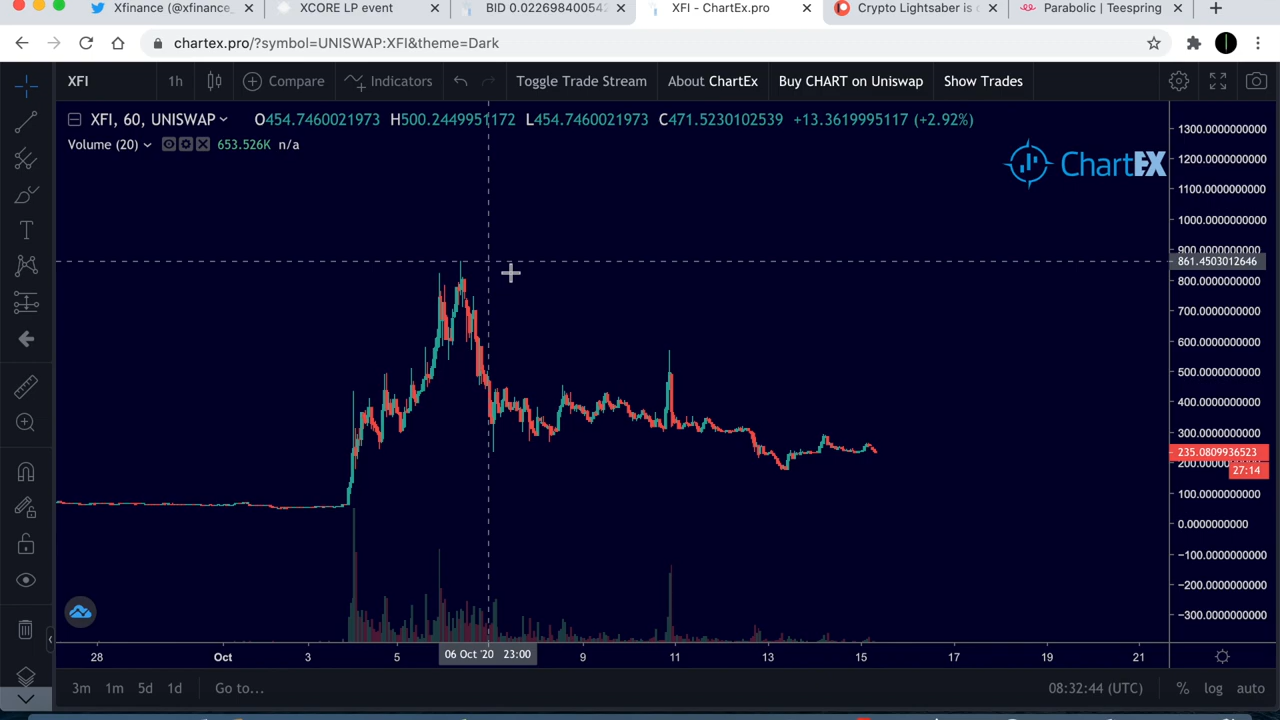 Xfinance (@xfinance_
XCORE LP event
BID 0.022698400542
XFI - ChartEx.pro
Crypto Lightsaber is
Parabolic | Teespring
chartex.pro/?symbol=UNISWAP:XFI&theme=Dark
XFI
1h
Compare
Indicators
Toggle Trade Stream
About ChartEx
Buy CHART on Uniswap
Show Trades
XFI, 60, UNISWAP
O454.7460021973 H500.2449951172 L454.7460021973 C471.5230102539 +13.3619995117 (+2.92%)
Volume (20)
653.526K n/a
ChartEX
1300.0000000000
1200.0000000000
1100.0000000000
1000.0000000000
900.0000000000
861.4503012646
800.0000000000
700.0000000000
600.0000000000
500.0000000000
400.0000000000
300.0000000000
235.0809936523
200.0000000000
27:14
100.0000000000
0.0000000000
−100.0000000000
−200.0000000000
−300.0000000000
28
Oct
3
5
06 Oct '20 23:00
9
11
13
15
17
19
21
3m
1m
5d
1d
Go to...
08:32:44 (UTC)
%
log
auto